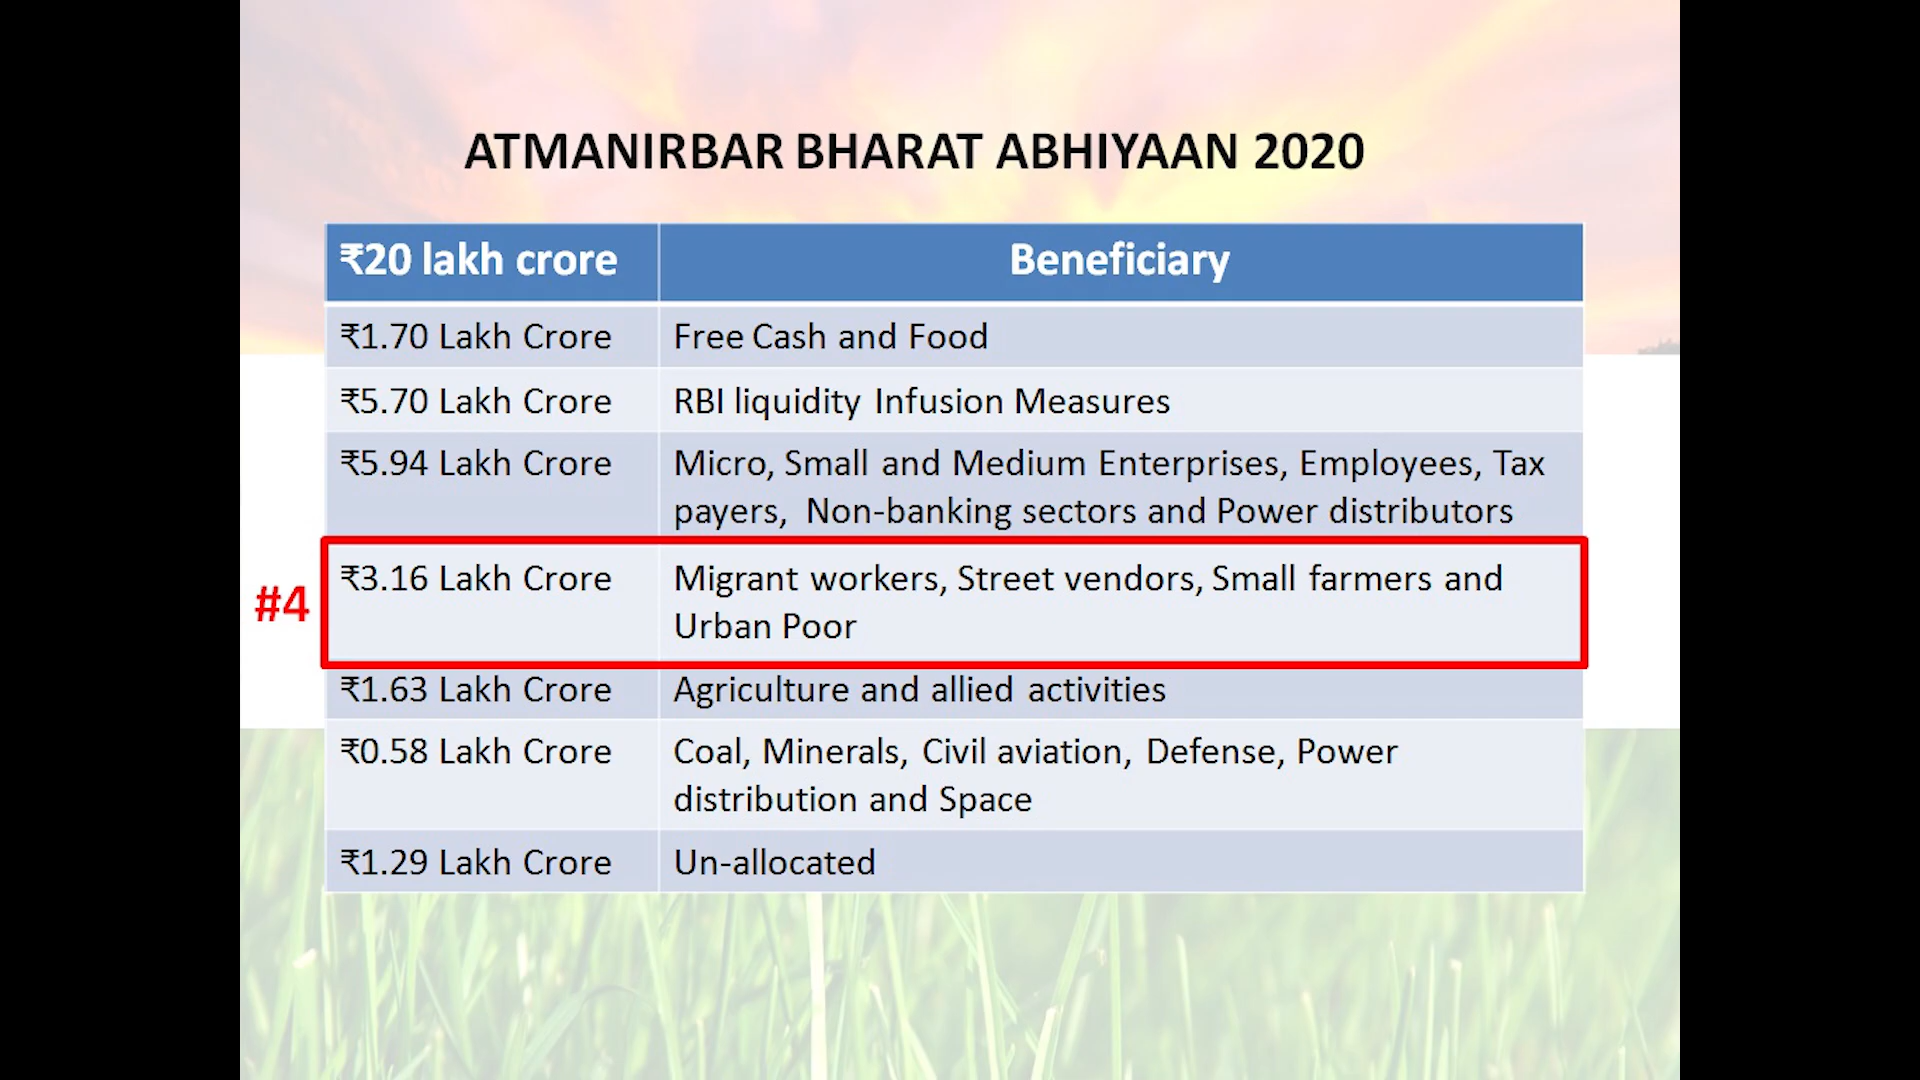 ATMANIRBAR BHARAT ABHIYAAN 2020
₹20 lakh crore Beneficiary
₹1.70 Lakh Crore Free Cash and Food
₹5.70 Lakh Crore RBI liquidity Infusion Measures
₹5.94 Lakh Crore Micro, Small and Medium Enterprises, Employees, Tax
payers, Non-banking sectors and Power distributors
#4 ₹3.16 Lakh Crore Migrant workers, Street vendors, Small farmers and
Urban Poor
₹1.63 Lakh Crore Agriculture and allied activities
₹0.58 Lakh Crore Coal, Minerals, Civil aviation, Defense, Power
distribution and Space
₹1.29 Lakh Crore Un-allocated